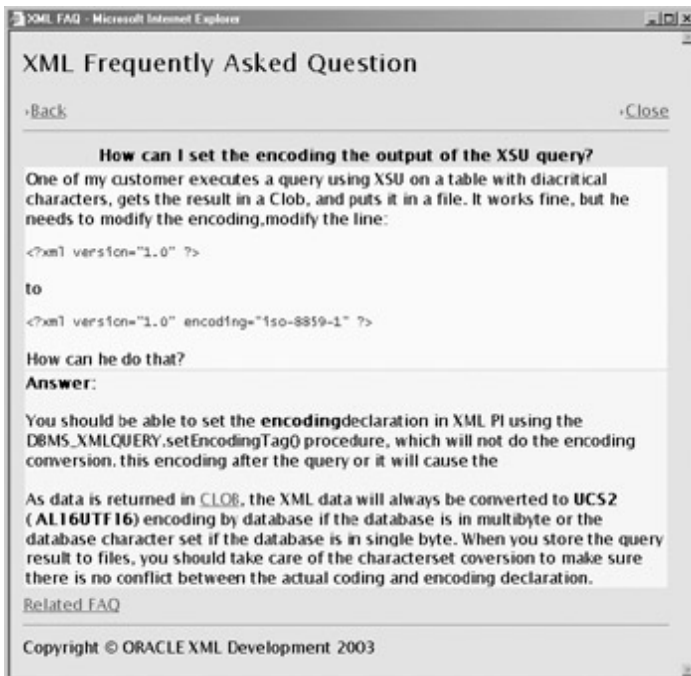 XML FAQ - Microsoft Internet Explorer
XML Frequently Asked Question
›Back ›Close
How can I set the encoding the output of the XSU query?
One of my customer executes a query using XSU on a table with diacritical
characters, gets the result in a Clob, and puts it in a file. It works fine, but he
needs to modify the encoding,modify the line:
<?xml version="1.0" ?>
to
<?xml version="1.0" encoding="iso-8859-1" ?>
How can he do that?
Answer:
You should be able to set the encodingdeclaration in XML PI using the
DBMS_XMLQUERY.setEncodingTag() procedure, which will not do the encoding
conversion. this encoding after the query or it will cause the
As data is returned in CLOB, the XML data will always be converted to UCS2
( AL16UTF16) encoding by database if the database is in multibyte or the
database character set if the database is in single byte. When you store the query
result to files, you should take care of the characterset coversion to make sure
there is no conflict between the actual coding and encoding declaration.
Related FAQ
Copyright © ORACLE XML Development 2003